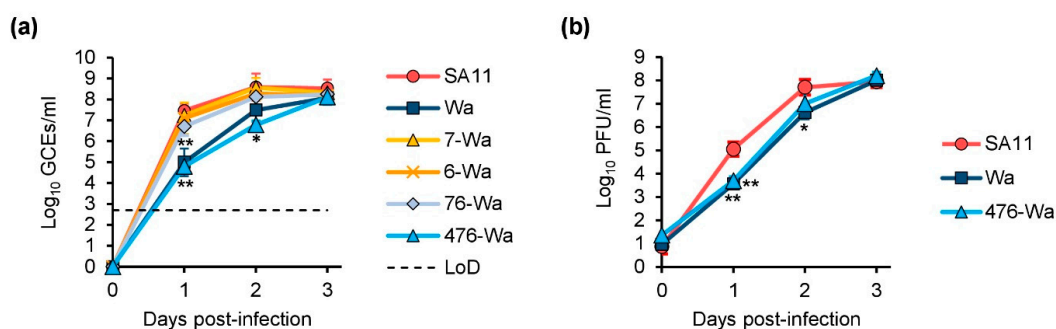 (a)
Log10 GCEs/ml
10
9
8
7
6
5
4
3
2
1
0
**
**
*
0 1 2 3
Days post-infection
SA11
Wa
7-Wa
6-Wa
76-Wa
476-Wa
LoD
(b)
Log10 PFU/ml
9
8
7
6
5
4
3
2
1
0
*
**
**
0 1 2 3
Days post-infection
SA11
Wa
476-Wa